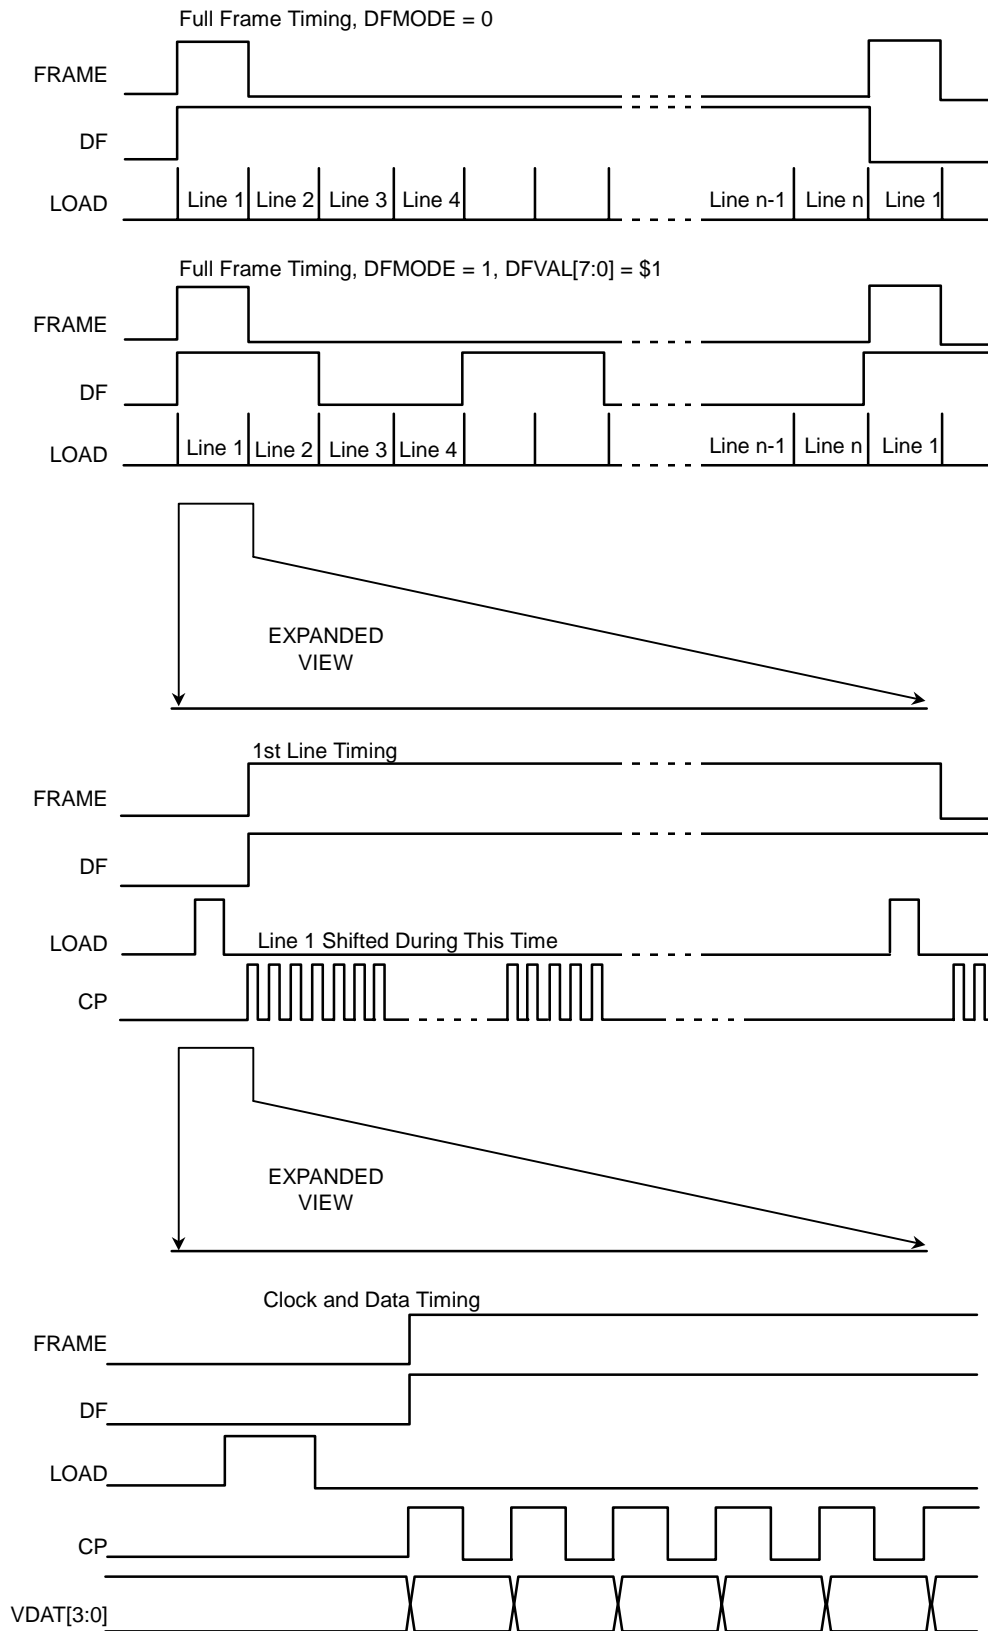 Full Frame Timing, DFMODE = 0
FRAME
DF
LOAD
Line 1 Line 2 Line 3 Line 4 Line n-1 Line n Line 1
Full Frame Timing, DFMODE = 1, DFVAL[7:0] = $1
FRAME
DF
LOAD
Line 1 Line 2 Line 3 Line 4 Line n-1 Line n Line 1
EXPANDED
VIEW
1st Line Timing
FRAME
DF
LOAD
Line 1 Shifted During This Time
CP
EXPANDED
VIEW
Clock and Data Timing
FRAME
DF
LOAD
CP
VDAT[3:0]